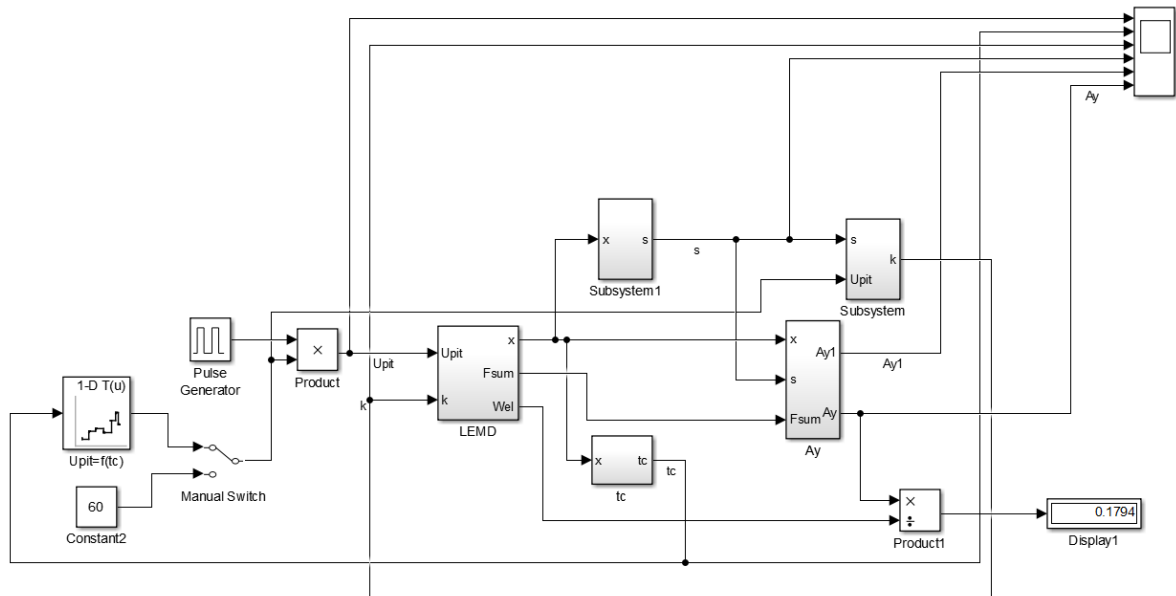 Ay
x
s
Subsystem1
s
s
k
Upit
Subsystem
Pulse
Generator
×
Product
Upit
Upit
k
x
Fsum
Wel
LEMD
k
x
s
Fsum
Ay1
Ay
Ay
Ay1
1-D T(u)
Upit=f(tc)
Manual Switch
60
Constant2
x
tc
tc
tc
×
÷
Product1
0.1794
Display1